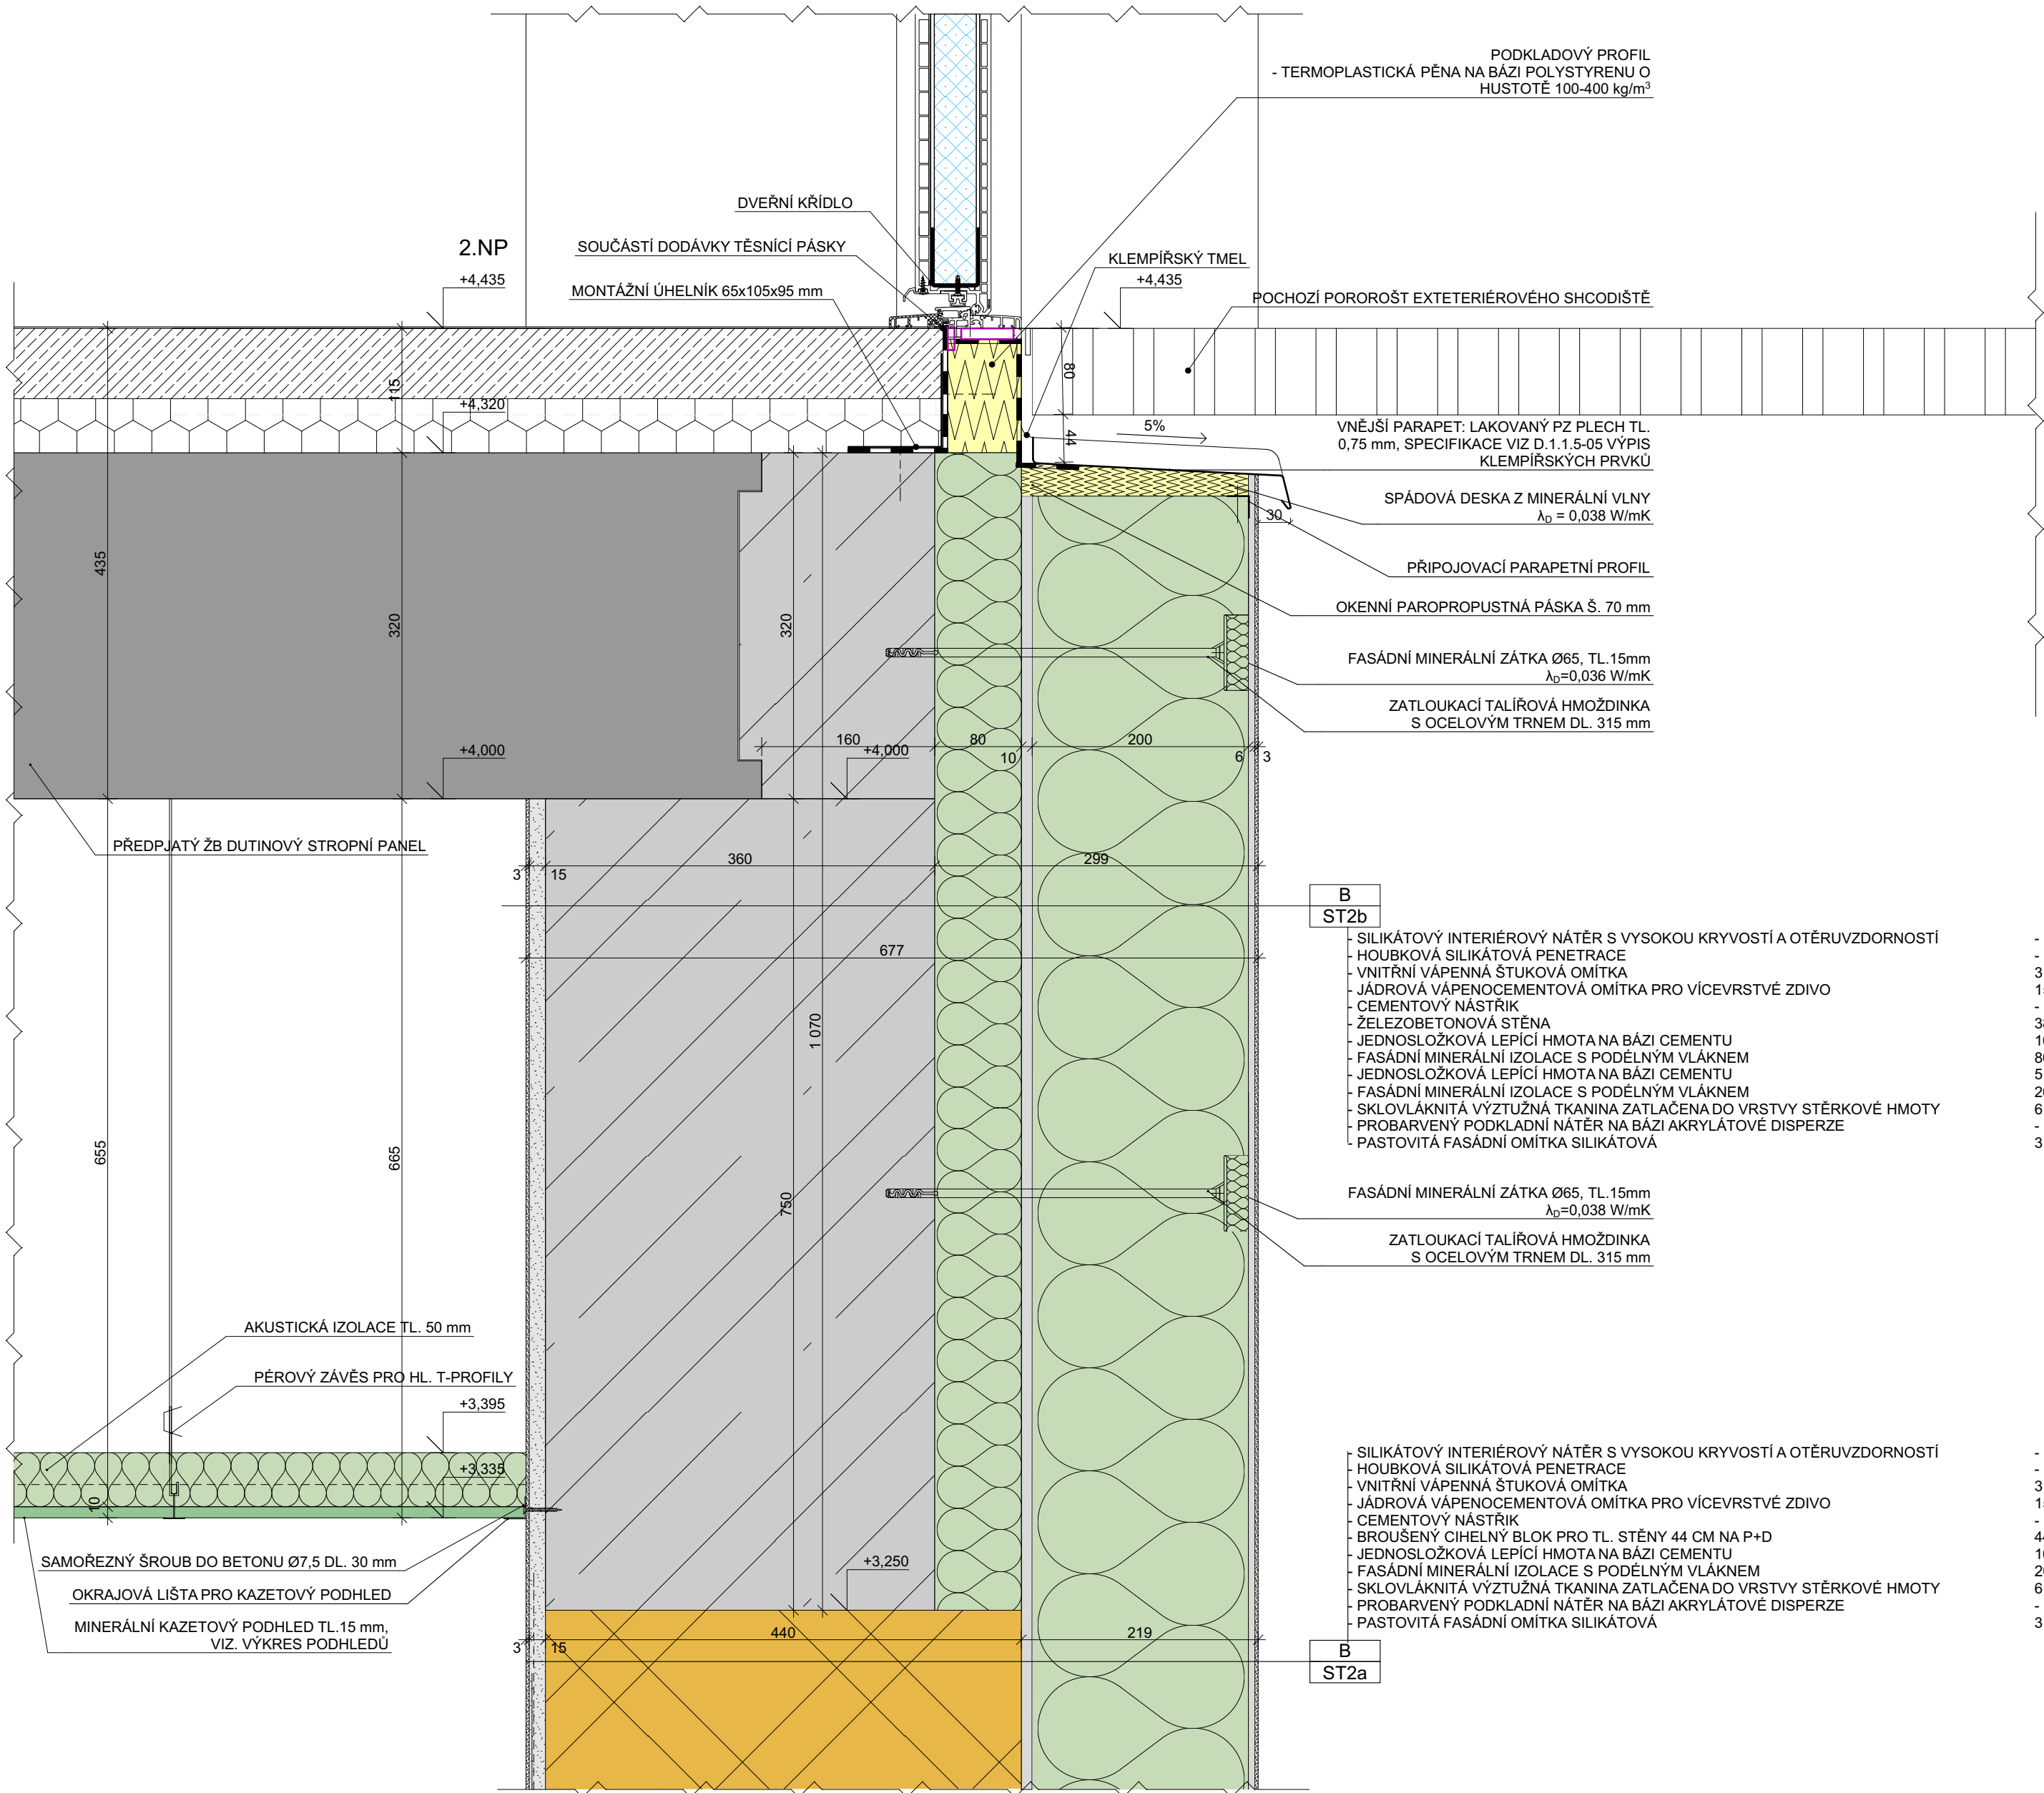 PODKLADOVÝ PROFIL
- TERMOPLASTICKÁ PĚNA NA BÁZI POLYSTYRENU O
HUSTOTĚ 100-400 kg/m³
DVEŘNÍ KŘÍDLO
2.NP
SOUČÁSTÍ DODÁVKY TĚSNÍCÍ PÁSKY
KLEMPÍŘSKÝ TMEL
+4,435
+4,435
MONTÁŽNÍ ÚHELNÍK 65x105x95 mm
POCHOZÍ POROROŠT EXTETERIÉROVÉHO SHCODIŠTĚ
115
80
+4,320
44
5%
VNĚJŠÍ PARAPET: LAKOVANÝ PZ PLECH TL.
0,75 mm, SPECIFIKACE VIZ D.1.1.5-05 VÝPIS
KLEMPÍŘSKÝCH PRVKŮ
SPÁDOVÁ DESKA Z MINERÁLNÍ VLNY
λD = 0,038 W/mK
30
435
PŘIPOJOVACÍ PARAPETNÍ PROFIL
OKENNÍ PAROPROPUSTNÁ PÁSKA Š. 70 mm
320
320
FASÁDNÍ MINERÁLNÍ ZÁTKA Ø65, TL.15mm
λD=0,036 W/mK
ZATLOUKACÍ TALÍŘOVÁ HMOŽDINKA
S OCELOVÝM TRNEM DL. 315 mm
+4,000
160
+4,000
80
10
200
6
3
PŘEDPJATÝ ŽB DUTINOVÝ STROPNÍ PANEL
3
15
360
299
B
ST2b
677
- SILIKÁTOVÝ INTERIÉROVÝ NÁTĚR S VYSOKOU KRYVOSTÍ A OTĚRUVZDORNOSTÍ -
- HOUBKOVÁ SILIKÁTOVÁ PENETRACE -
- VNITŘNÍ VÁPENNÁ ŠTUKOVÁ OMÍTKA 3
- JÁDROVÁ VÁPENOCEMENTOVÁ OMÍTKA PRO VÍCEVRSTVÉ ZDIVO
- CEMENTOVÝ NÁSTŘIK -
- ŽELEZOBETONOVÁ STĚNA
- JEDNOSLOŽKOVÁ LEPÍCÍ HMOTA NA BÁZI CEMENTU
- FASÁDNÍ MINERÁLNÍ IZOLACE S PODÉLNÝM VLÁKNEM
- JEDNOSLOŽKOVÁ LEPÍCÍ HMOTA NA BÁZI CEMENTU 5
- FASÁDNÍ MINERÁLNÍ IZOLACE S PODÉLNÝM VLÁKNEM
- SKLOVLÁKNITÁ VÝZTUŽNÁ TKANINA ZATLAČENA DO VRSTVY STĚRKOVÉ HMOTY 6
- PROBARVENÝ PODKLADNÍ NÁTĚR NA BÁZI AKRYLÁTOVÉ DISPERZE -
- PASTOVITÁ FASÁDNÍ OMÍTKA SILIKÁTOVÁ 3
1 070
655
665
750
FASÁDNÍ MINERÁLNÍ ZÁTKA Ø65, TL.15mm
λD=0,038 W/mK
ZATLOUKACÍ TALÍŘOVÁ HMOŽDINKA
S OCELOVÝM TRNEM DL. 315 mm
AKUSTICKÁ IZOLACE TL. 50 mm
PÉROVÝ ZÁVĚS PRO HL. T-PROFILY
+3,395
+3,335
10
- SILIKÁTOVÝ INTERIÉROVÝ NÁTĚR S VYSOKOU KRYVOSTÍ A OTĚRUVZDORNOSTÍ -
- HOUBKOVÁ SILIKÁTOVÁ PENETRACE -
- VNITŘNÍ VÁPENNÁ ŠTUKOVÁ OMÍTKA 3
- JÁDROVÁ VÁPENOCEMENTOVÁ OMÍTKA PRO VÍCEVRSTVÉ ZDIVO
- CEMENTOVÝ NÁSTŘIK -
- BROUŠENÝ CIHELNÝ BLOK PRO TL. STĚNY 44 CM NA P+D
- JEDNOSLOŽKOVÁ LEPÍCÍ HMOTA NA BÁZI CEMENTU
- FASÁDNÍ MINERÁLNÍ IZOLACE S PODÉLNÝM VLÁKNEM
- SKLOVLÁKNITÁ VÝZTUŽNÁ TKANINA ZATLAČENA DO VRSTVY STĚRKOVÉ HMOTY 6
- PROBARVENÝ PODKLADNÍ NÁTĚR NA BÁZI AKRYLÁTOVÉ DISPERZE -
- PASTOVITÁ FASÁDNÍ OMÍTKA SILIKÁTOVÁ 3
SAMOŘEZNÝ ŠROUB DO BETONU Ø7,5 DL. 30 mm
OKRAJOVÁ LIŠTA PRO KAZETOVÝ PODHLED
MINERÁLNÍ KAZETOVÝ PODHLED TL.15 mm,
VIZ. VÝKRES PODHLEDŮ
+3,250
3
15
440
219
B
ST2a